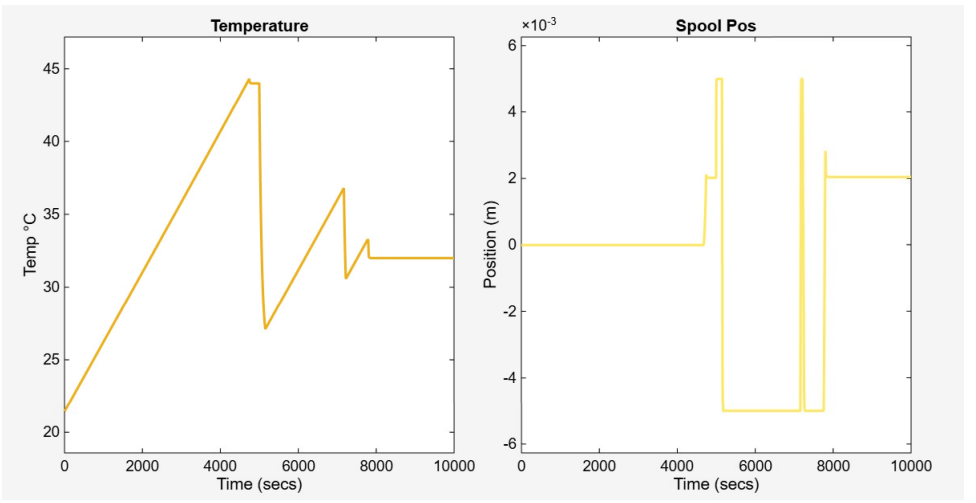 Temperature
Temp °C
45
40
35
30
25
20
0 2000 4000 6000 8000 10000
Time (secs)
×10⁻³
Spool Pos
Position (m)
6
4
2
0
-2
-4
-6
0 2000 4000 6000 8000 10000
Time (secs)